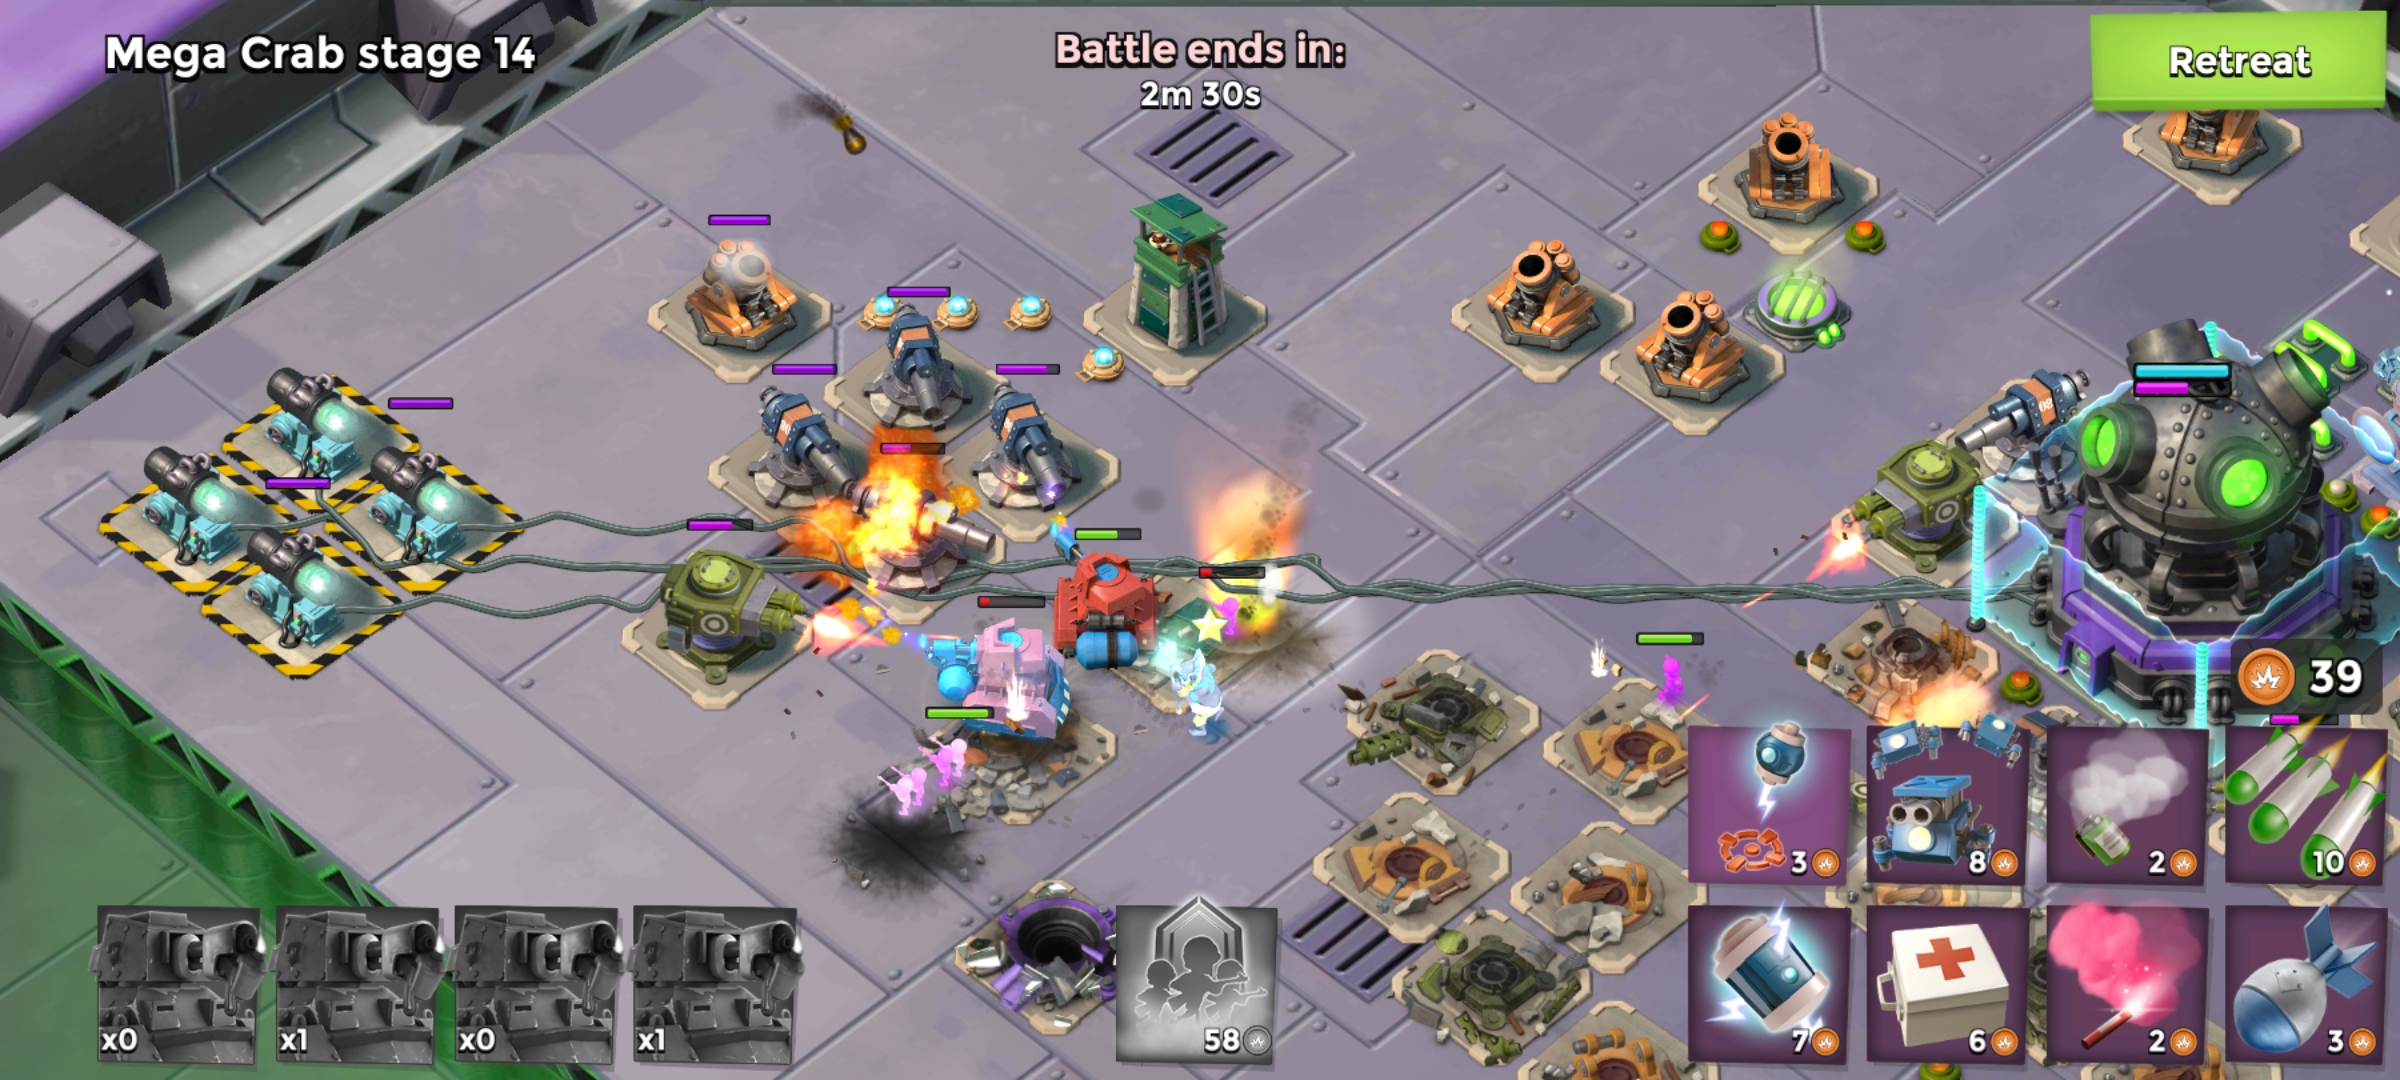 Mega Crab stage 14
Battle ends in:
2m 30s
Retreat
39
3
8
2
10
x0
x1
x0
x1
58
7
6
2
3